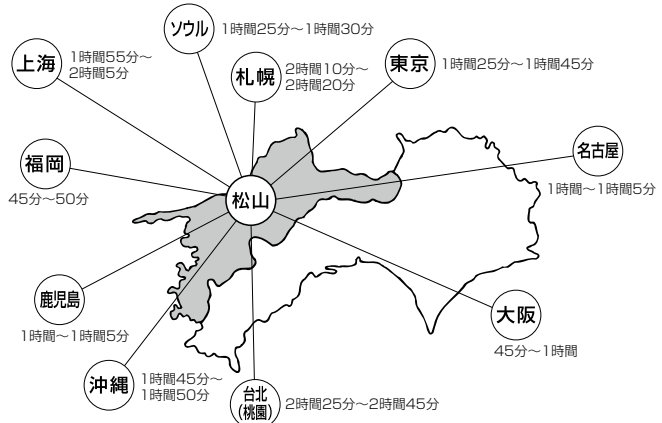 ソウル
1時間25分～1時間30分
上海
1時間55分～
2時間5分
札幌
2時間10分～
2時間20分
東京
1時間25分～1時間45分
名古屋
1時間～1時間5分
福岡
45分～50分
松山
鹿児島
1時間～1時間5分
大阪
45分～1時間
沖縄
1時間45分～
1時間50分
台北
(桃園)
2時間25分～2時間45分